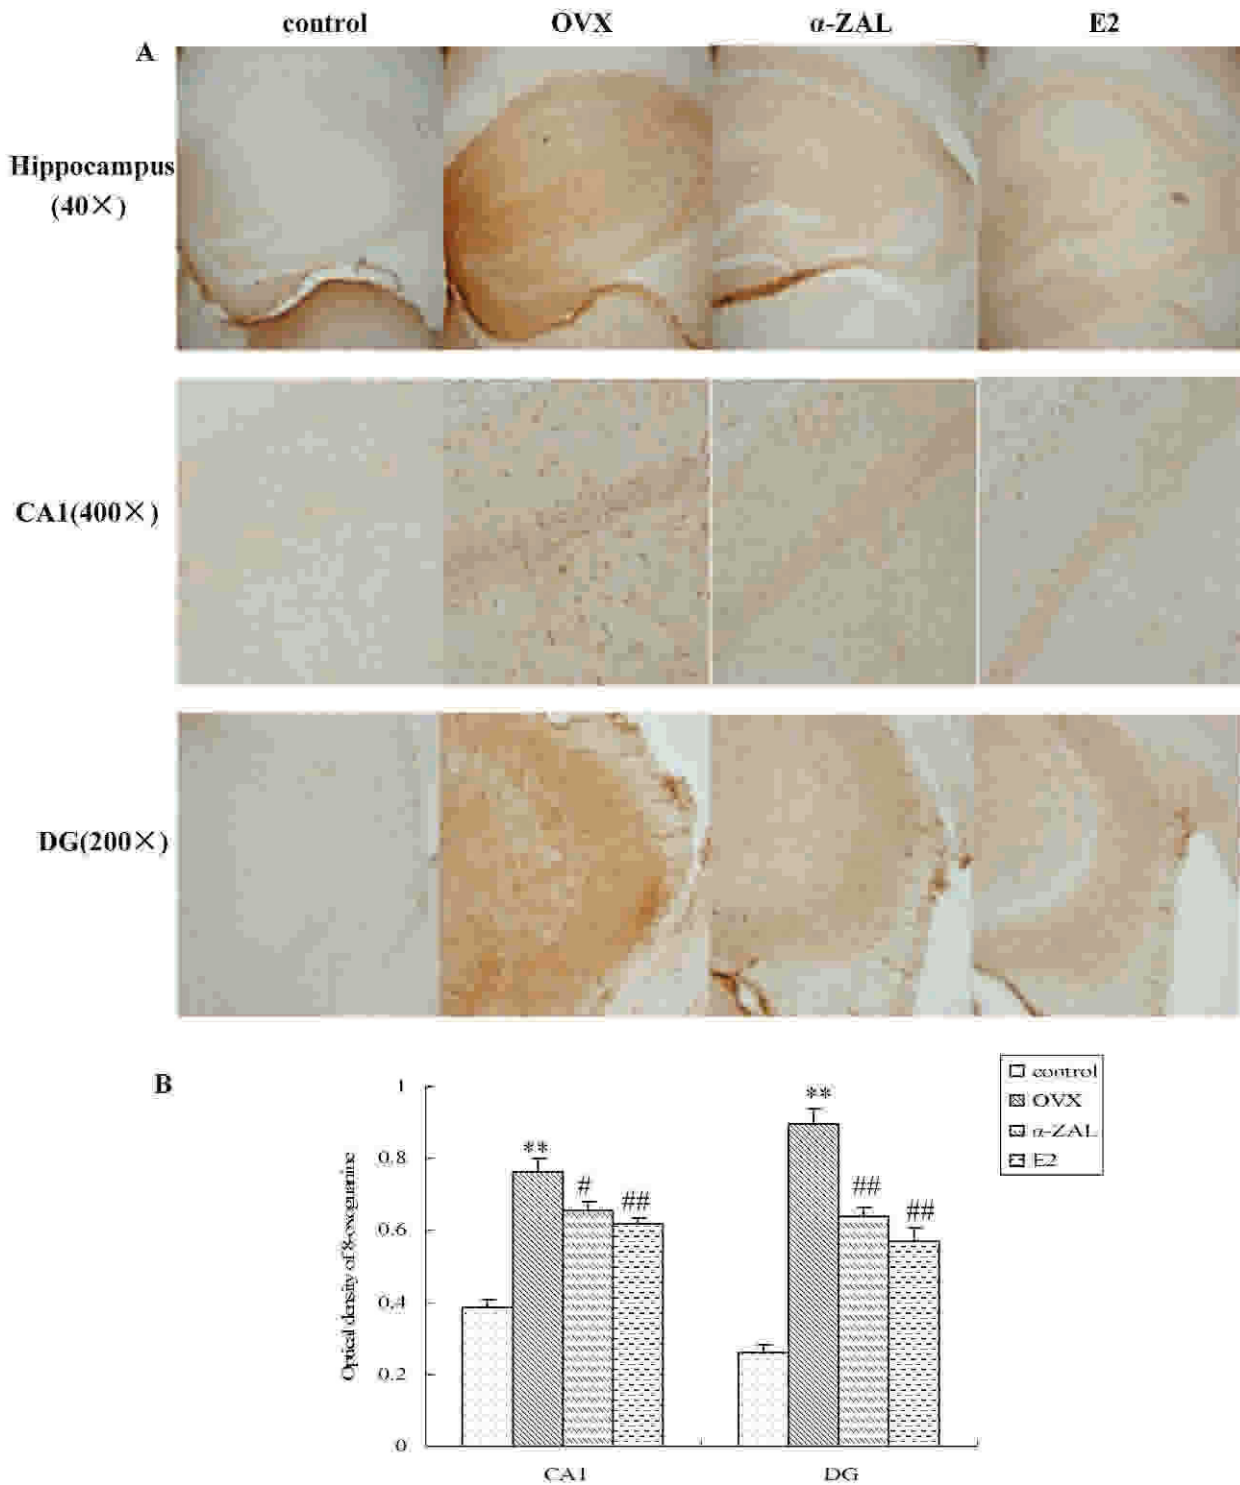 control OVX α-ZAL E2
A
Hippocampus
(40×)
CA1(400×)
DG(200×)
B
control
OVX
α-ZAL
E2
Optical density of 8-oxoguanine
1
0.8
0.6
0.4
0.2
0
** # ##
** ## ##
CA1 DG